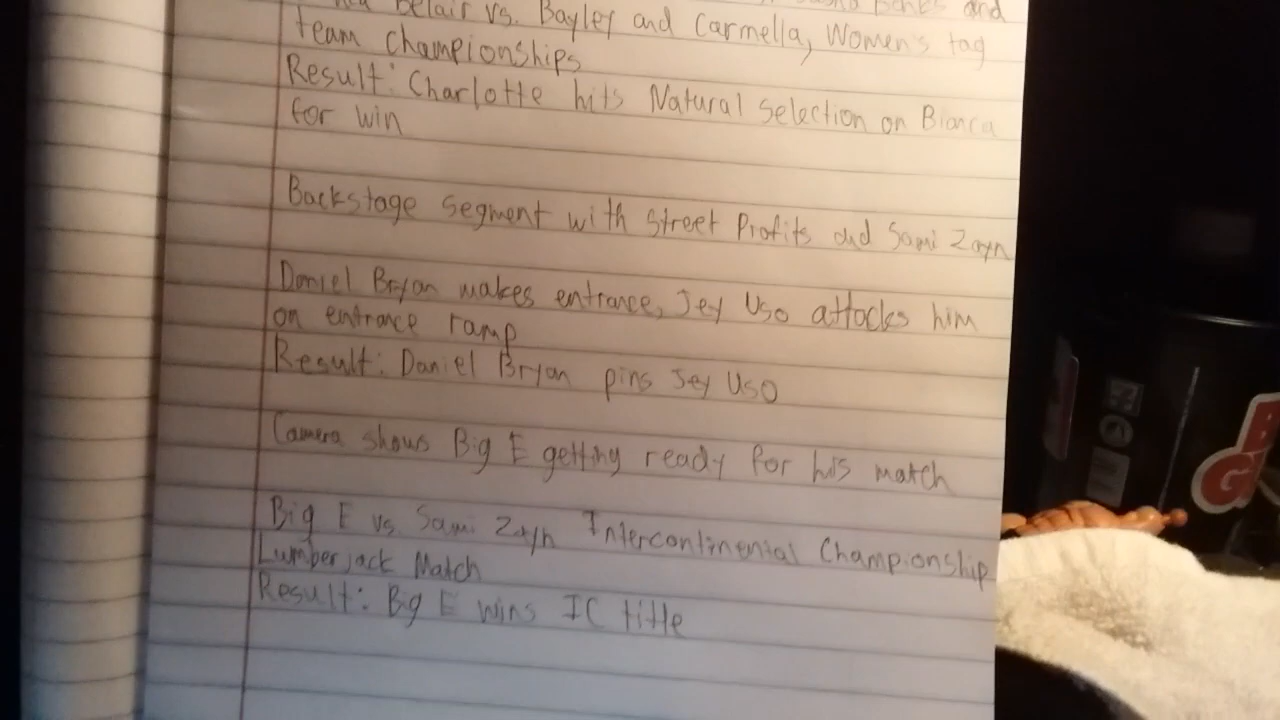 Belair vs. Bayley and Carmella, Women's tag
team championships
Result: Charlotte hits Natural Selection on Bianca
for win
Backstage segment with Street Profits and Sami Zayn
Daniel Bryan makes entrance, Jey Uso attacks him
on entrance ramp
Result: Daniel Bryan pins Jey Uso
Camera shows Big E getting ready for his match
Big E vs. Sami Zayn Intercontinental Championship
Lumberjack Match
Result: Big E wins IC title